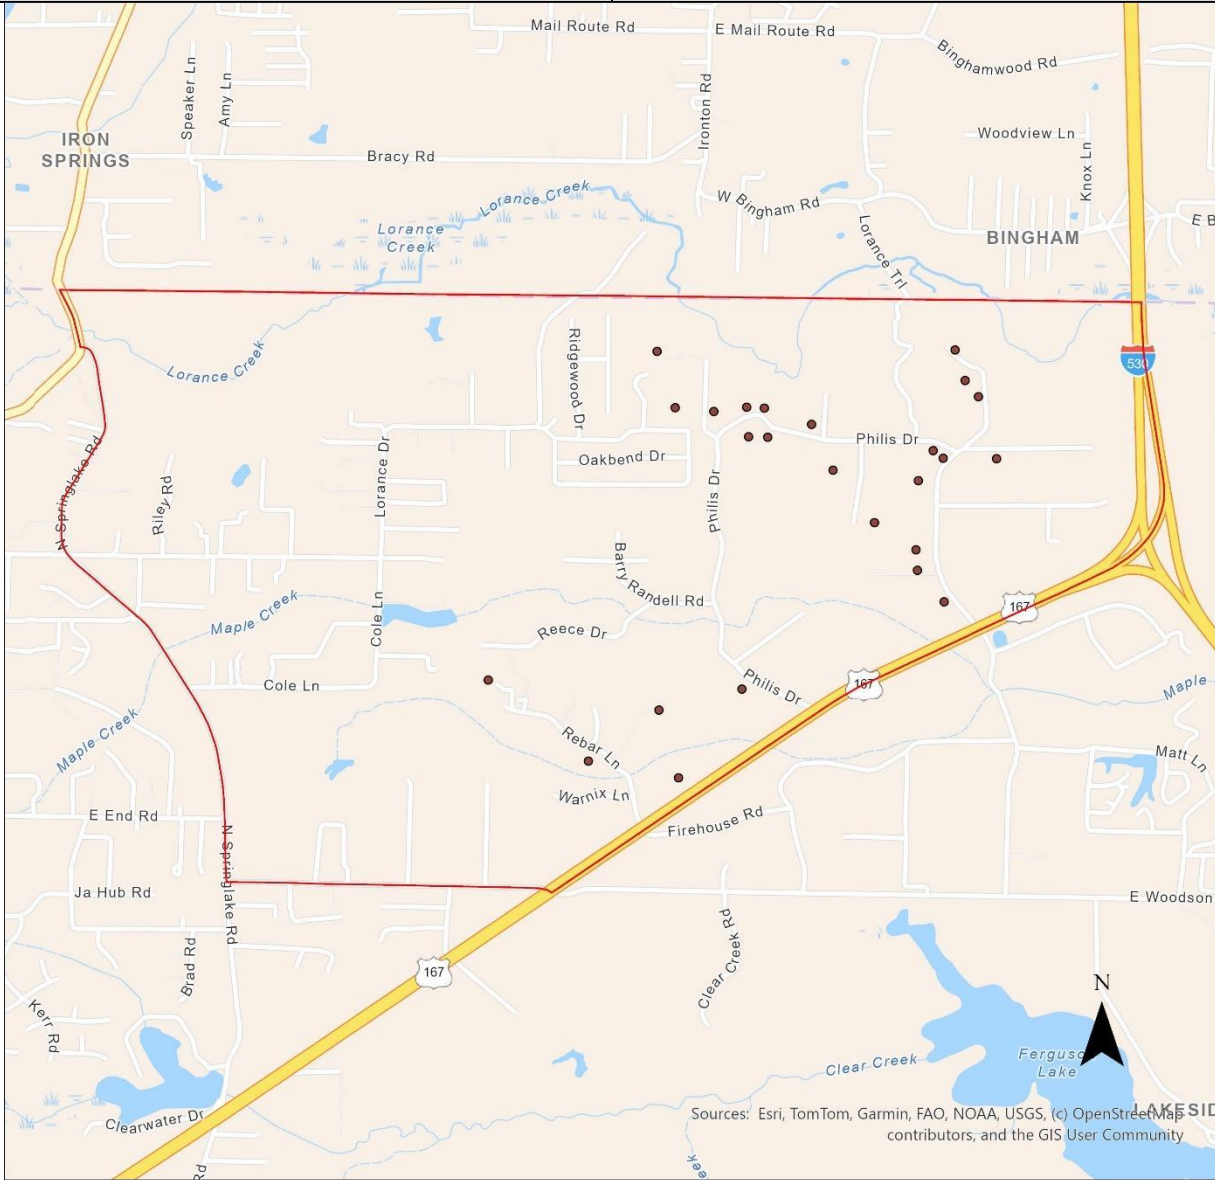 Mail Route Rd
E Mail Route Rd
Binghamwood Rd
Speaker Ln
Amy Ln
Ironton Rd
IRON
SPRINGS
Bracy Rd
Woodview Ln
Knox Ln
Lorance Creek
W Bingham Rd
Lorance
Creek
Lorance Trl
BINGHAM
E B
Lorance Creek
Ridgewood Dr
530
N Springlake Rd
Riley Rd
Lorance Dr
Oakbend Dr
Philis Dr
Philis Dr
Barry Randell Rd
Maple Creek
Cole Ln
Reece Dr
167
Cole Ln
Philis Dr
167
Maple
Maple Creek
Rebar Ln
Matt Ln
Warnix Ln
E End Rd
Firehouse Rd
N Springlake Rd
Ja Hub Rd
E Woodson
Brad Rd
167
Clear Creek Rd
N
Kerr Rd
Clear Creek
Ferguso
Lake
Clearwater Dr
LAKESID
Sources: Esri, TomTom, Garmin, FAO, NOAA, USGS, (c) OpenStreetMap
contributors, and the GIS User Community
Rd
eek